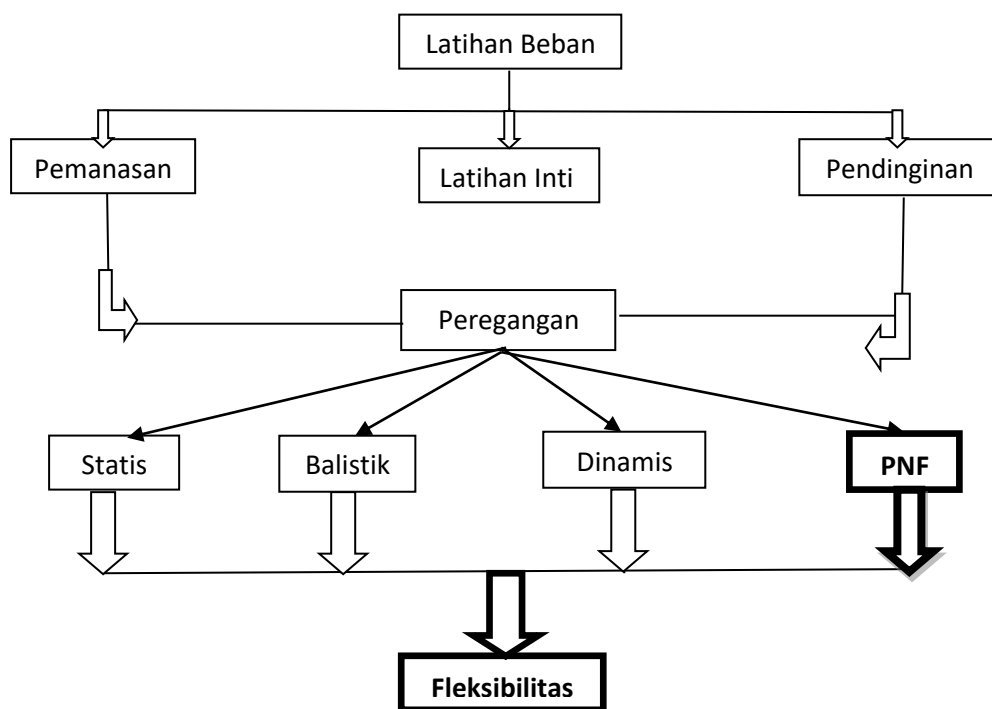 Latihan Beban
Pemanasan
Latihan Inti
Pendinginan
Peregangan
Statis
Balistik
Dinamis
PNF
Fleksibilitas